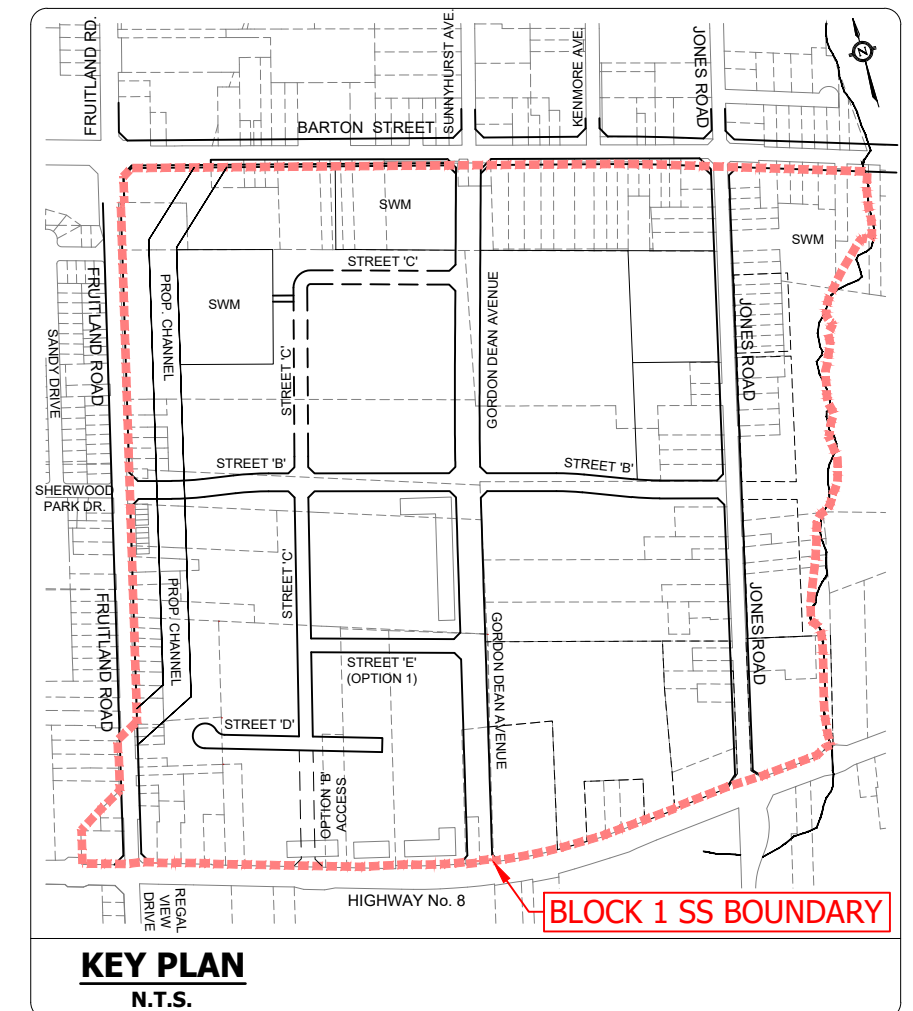 FRUITLAND RD.
SUNNYHURST AVE.
KENMORE AVE.
JONES ROAD
Z
BARTON STREET
SWM
SWM
STREET 'C'
FRUITLAND ROAD
PROP. CHANNEL
SWM
GORDON DEAN AVENUE
JONES ROAD
SANDY DRIVE
STREET 'C'
STREET 'B'
STREET 'B'
SHERWOOD
PARK DR.
STREET 'C'
PROP. CHANNEL
FRUITLAND ROAD
JONES ROAD
GORDON DEAN AVENUE
STREET 'E'
(OPTION 1)
STREET 'D'
OPTION 'B'
ACCESS
HIGHWAY No. 8
REGAL
VIEW
DRIVE
BLOCK 1 SS BOUNDARY
KEY PLAN
N.T.S.